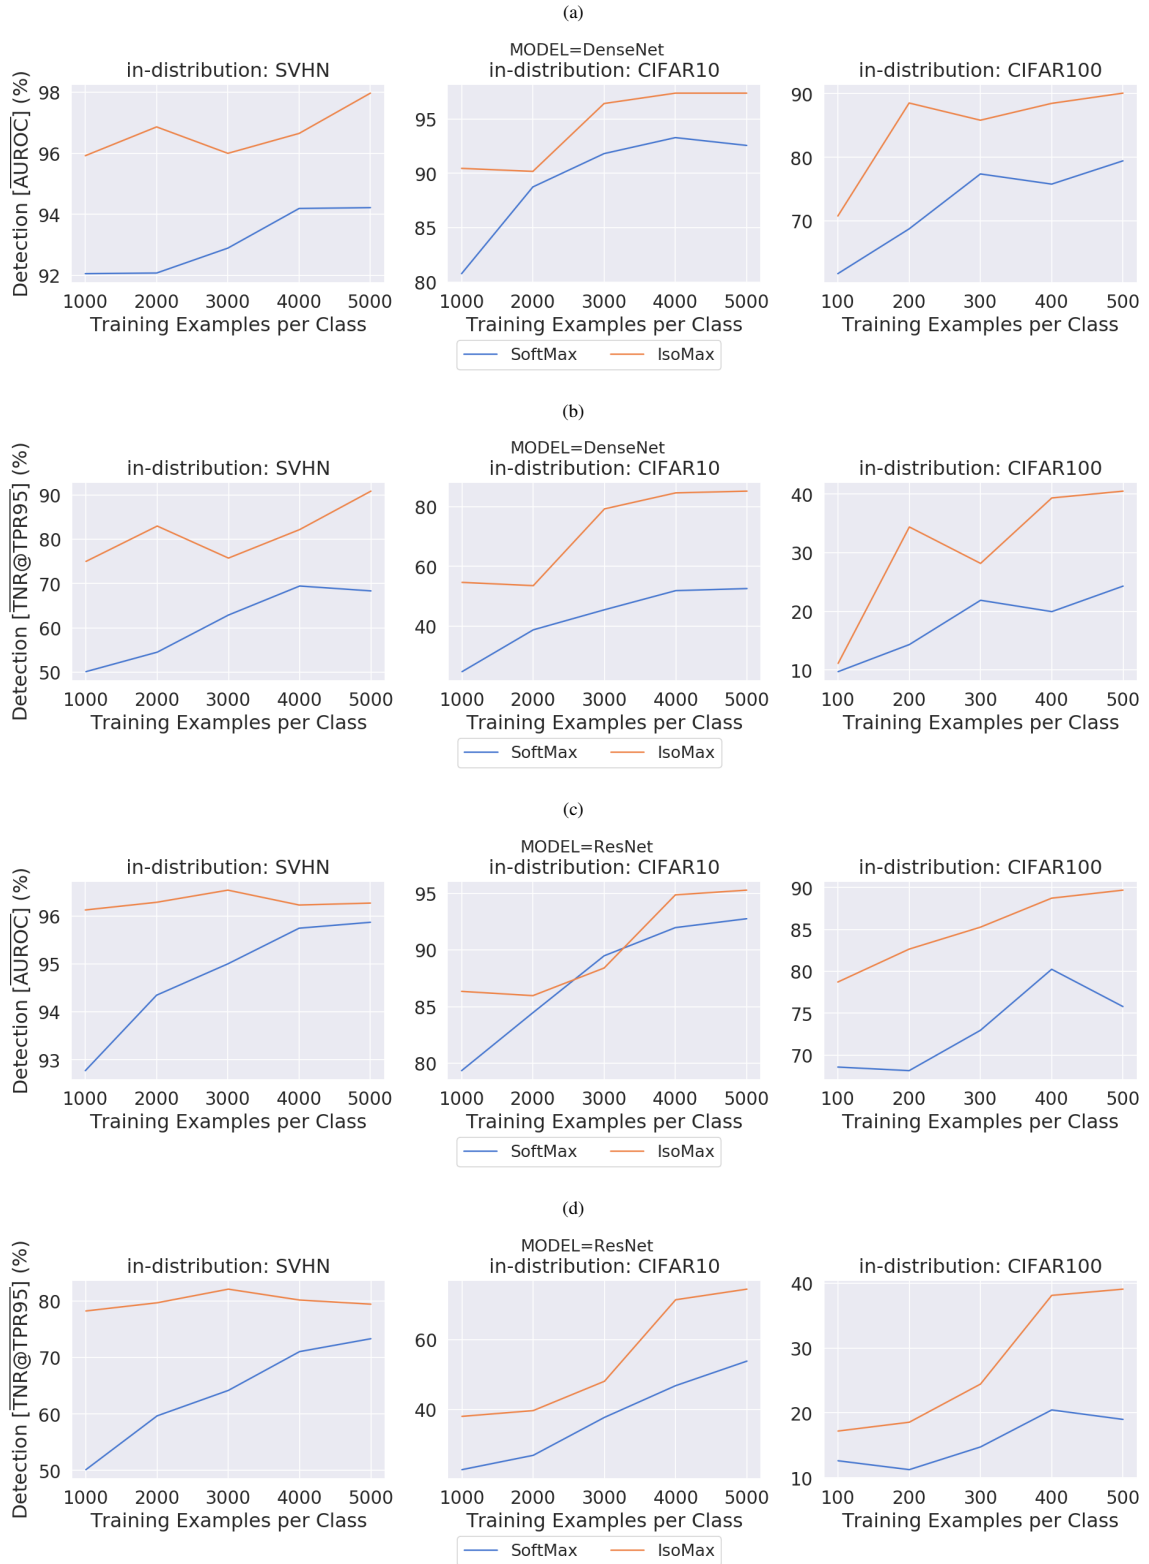 (a)
MODEL=DenseNet
in-distribution: SVHN in-distribution: CIFAR10 in-distribution: CIFAR100
Detection [AUROC] (%)
98
96
94
92
1000 2000 3000 4000 5000
Training Examples per Class
95
90
85
80
1000 2000 3000 4000 5000
Training Examples per Class
90
80
70
100 200 300 400 500
Training Examples per Class
SoftMax IsoMax
(b)
MODEL=DenseNet
in-distribution: SVHN in-distribution: CIFAR10 in-distribution: CIFAR100
Detection [TNR@TPR95] (%)
90
80
70
60
50
1000 2000 3000 4000 5000
Training Examples per Class
80
60
40
1000 2000 3000 4000 5000
Training Examples per Class
40
30
20
10
100 200 300 400 500
Training Examples per Class
SoftMax IsoMax
(c)
MODEL=ResNet
in-distribution: SVHN in-distribution: CIFAR10 in-distribution: CIFAR100
Detection [AUROC] (%)
96
95
94
93
1000 2000 3000 4000 5000
Training Examples per Class
95
90
85
80
1000 2000 3000 4000 5000
Training Examples per Class
90
85
80
75
70
100 200 300 400 500
Training Examples per Class
SoftMax IsoMax
(d)
MODEL=ResNet
in-distribution: SVHN in-distribution: CIFAR10 in-distribution: CIFAR100
Detection [TNR@TPR95] (%)
80
70
60
50
1000 2000 3000 4000 5000
Training Examples per Class
60
40
1000 2000 3000 4000 5000
Training Examples per Class
40
30
20
10
100 200 300 400 500
Training Examples per Class
SoftMax IsoMax